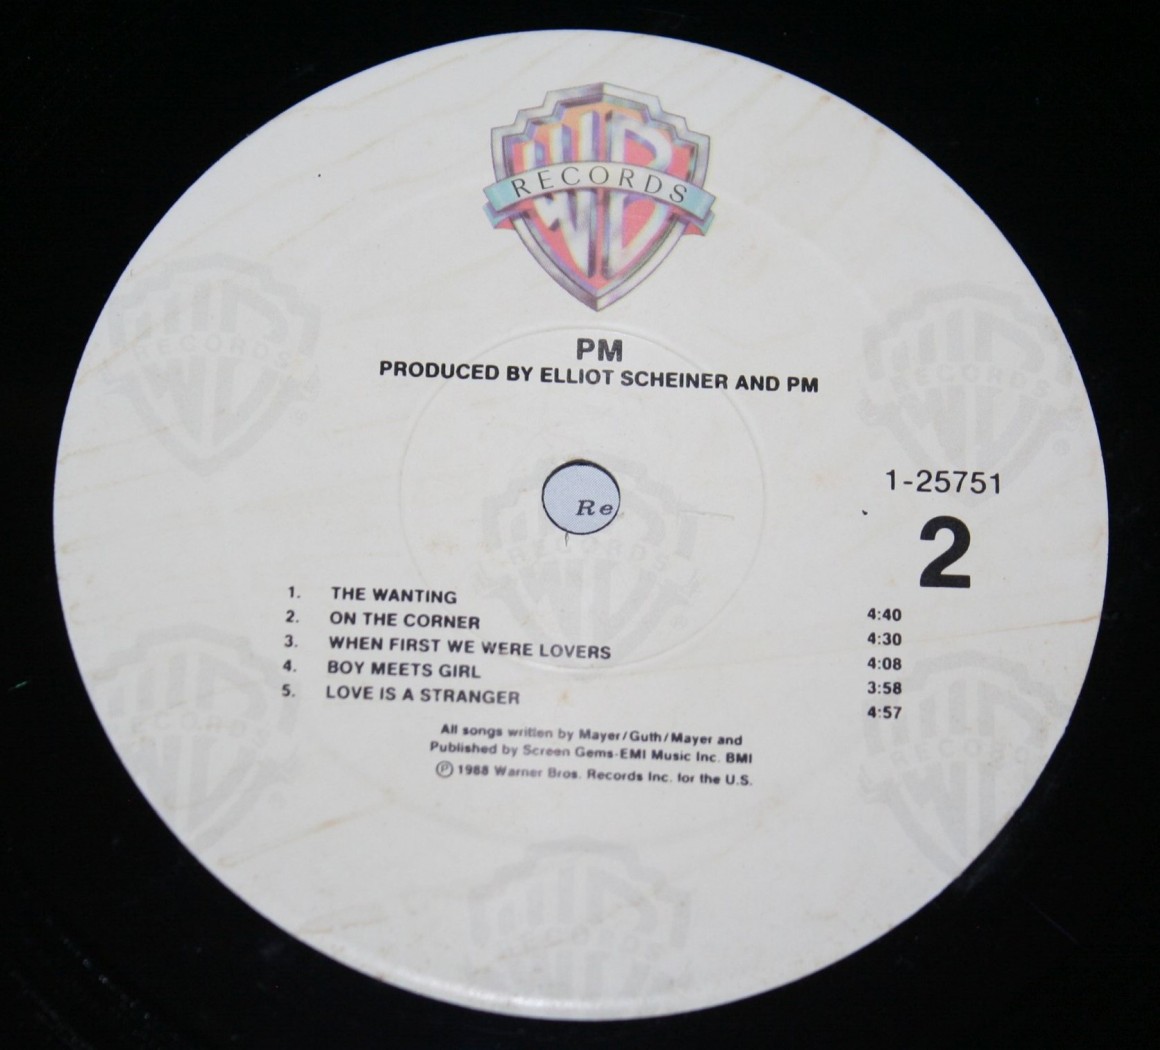 WB
RECORDS
PM
PRODUCED BY ELLIOT SCHEINER AND PM
1-25751
2
Re
1. THE WANTING 4:40
2. ON THE CORNER 4:30
3. WHEN FIRST WE WERE LOVERS 4:08
4. BOY MEETS GIRL 3:58
5. LOVE IS A STRANGER 4:57
All songs written by Mayer/Guth/Mayer and
Published by Screen Gems-EMI Music Inc. BMI
Ⓟ 1988 Warner Bros. Records Inc. for the U.S.